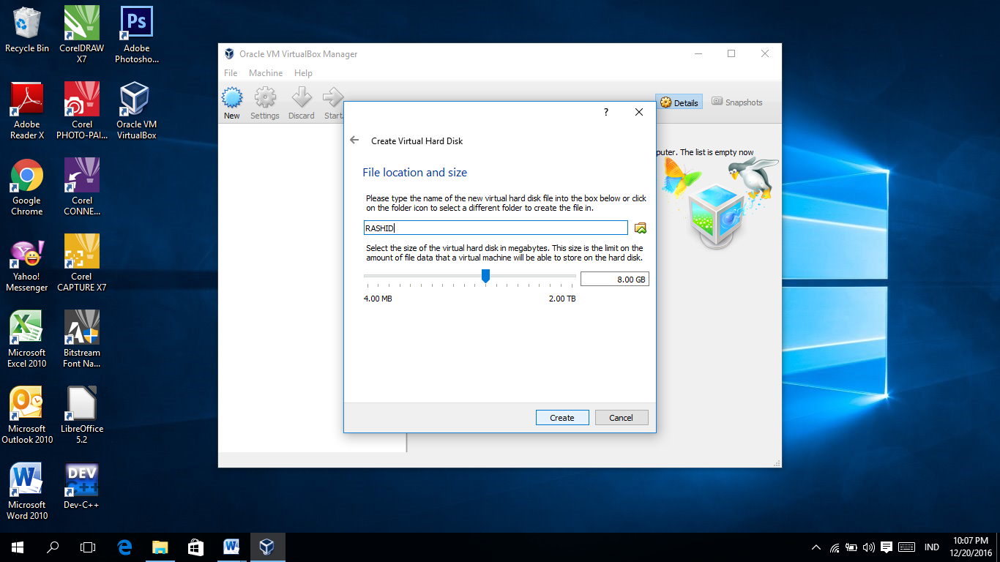 Recycle Bin
CorelDRAW
X7
Adobe
Photosho...
Ps
Adobe
Reader X
Corel
PHOTO-PAI...
Oracle VM
VirtualBox
Google
Chrome
Corel
CONNE...
Yahoo!
Messenger
Corel
CAPTURE X7
Microsoft
Excel 2010
Bitstream
Font Na...
Microsoft
Outlook 2010
LibreOffice
5.2
Microsoft
Word 2010
DEV
C++
Dev-C++
Oracle VM VirtualBox Manager
File Machine Help
New Settings Discard Start
Details Snapshots
puter. The list is empty now
?
Create Virtual Hard Disk
File location and size
Please type the name of the new virtual hard disk file into the box below or click
on the folder icon to select a different folder to create the file in.
RASHID
Select the size of the virtual hard disk in megabytes. This size is the limit on the
amount of file data that a virtual machine will be able to store on the hard disk.
8.00 GB
4.00 MB 2.00 TB
Create Cancel
IND
10:07 PM
12/20/2016